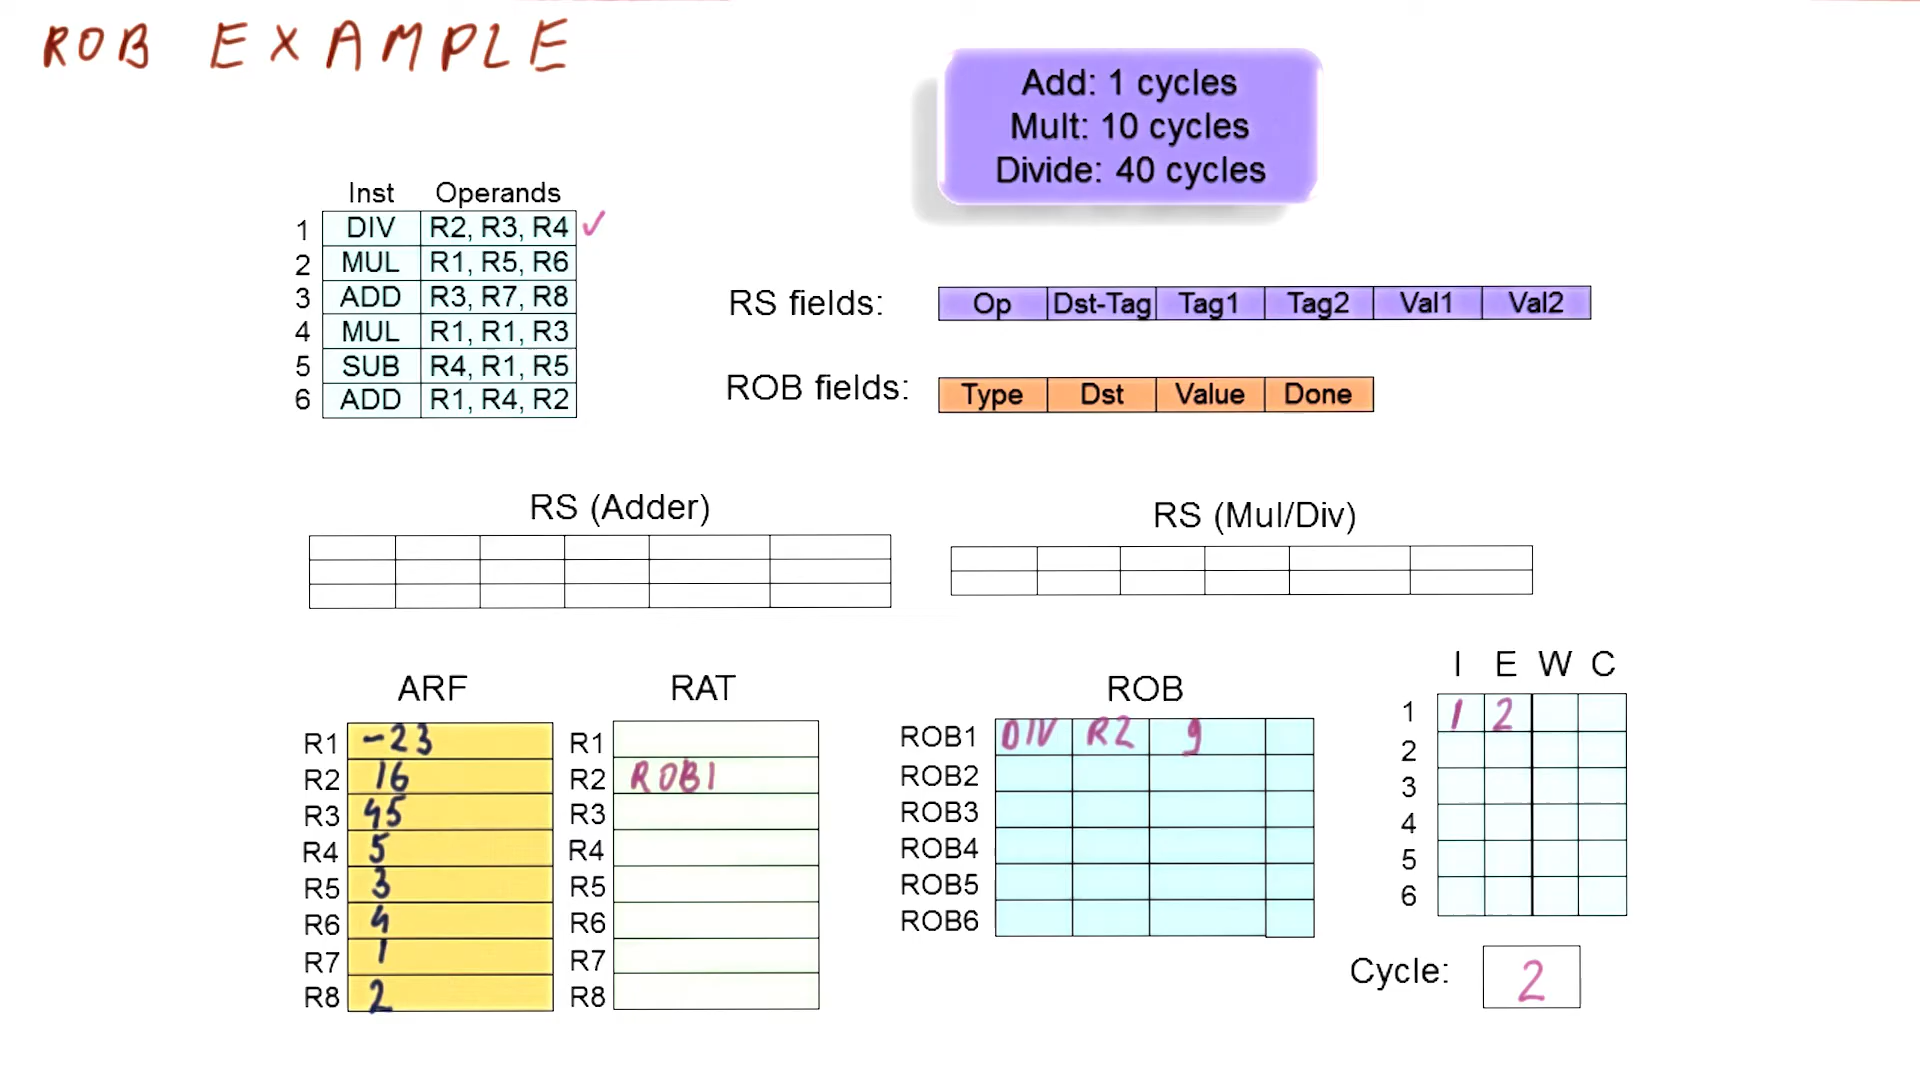 ROB EXAMPLE
Add: 1 cycles
Mult: 10 cycles
Divide: 40 cycles
Inst Operands
1 DIV R2, R3, R4 ✓
2 MUL R1, R5, R6
3 ADD R3, R7, R8
4 MUL R1, R1, R3
5 SUB R4, R1, R5
6 ADD R1, R4, R2
RS fields: Op Dst-Tag Tag1 Tag2 Val1 Val2
ROB fields: Type Dst Value Done
RS (Adder)
RS (Mul/Div)
ARF
R1 -23
R2 16
R3 45
R4 5
R5 3
R6 4
R7 1
R8 2
RAT
R1
R2 ROB1
R3
R4
R5
R6
R7
R8
ROB
ROB1 DIV R2 9
ROB2
ROB3
ROB4
ROB5
ROB6
I E W C
1 1 2
2
3
4
5
6
Cycle: 2